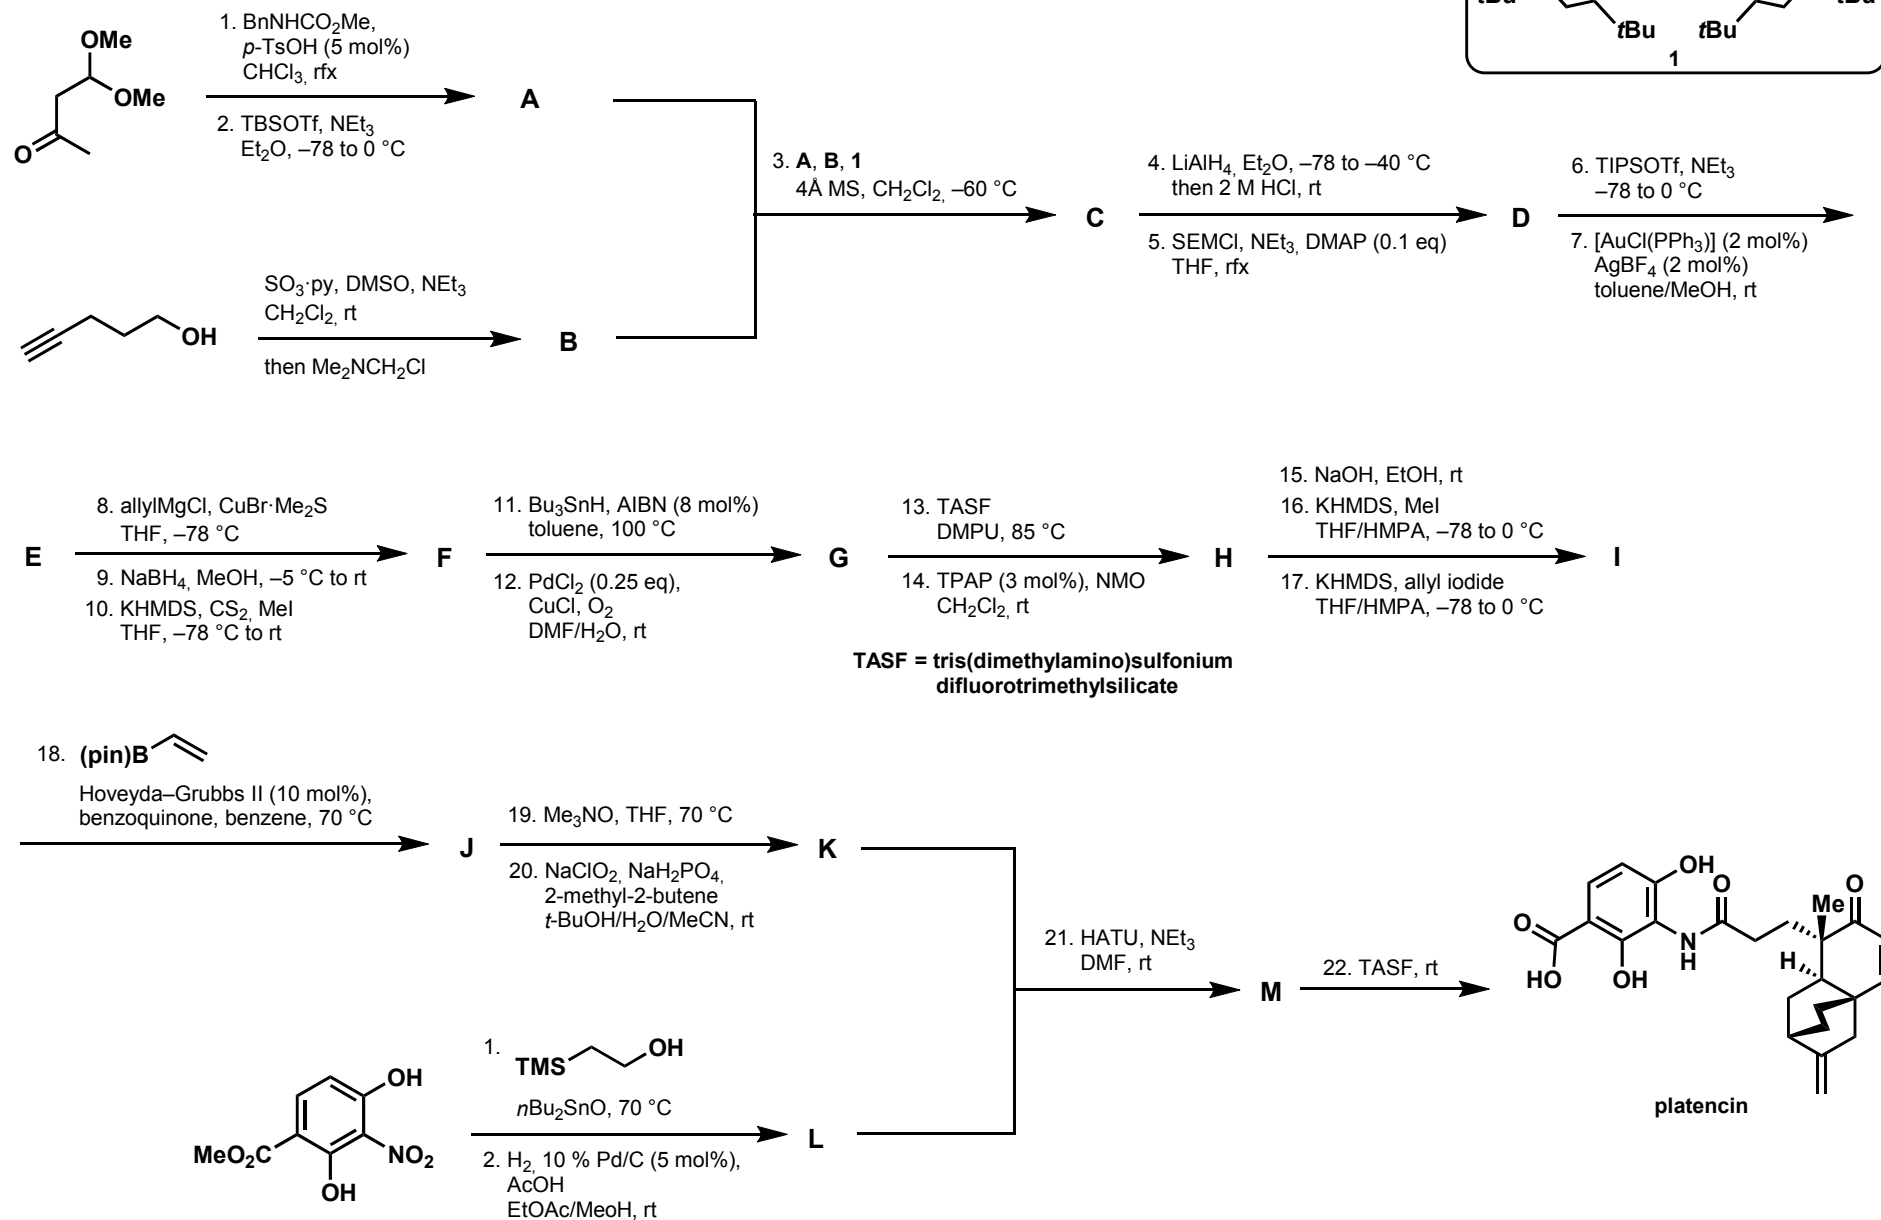 tBu
tBu
tBu
tBu
1
OMe
OMe
O
1. BnNHCO2Me,
p-TsOH (5 mol%)
CHCl3, rfx
2. TBSOTf, NEt3
Et2O, –78 to 0 °C
A
OH
SO3·py, DMSO, NEt3
CH2Cl2, rt
then Me2NCH2Cl
B
3. A, B, 1
4Å MS, CH2Cl2, –60 °C
C
4. LiAlH4, Et2O, –78 to –40 °C
then 2 M HCl, rt
5. SEMCl, NEt3, DMAP (0.1 eq)
THF, rfx
D
6. TIPSOTf, NEt3
–78 to 0 °C
7. [AuCl(PPh3)] (2 mol%)
AgBF4 (2 mol%)
toluene/MeOH, rt
E
8. allylMgCl, CuBr·Me2S
THF, –78 °C
9. NaBH4, MeOH, –5 °C to rt
10. KHMDS, CS2, MeI
THF, –78 °C to rt
F
11. Bu3SnH, AIBN (8 mol%)
toluene, 100 °C
12. PdCl2 (0.25 eq),
CuCl, O2
DMF/H2O, rt
G
13. TASF
DMPU, 85 °C
14. TPAP (3 mol%), NMO
CH2Cl2, rt
H
15. NaOH, EtOH, rt
16. KHMDS, MeI
THF/HMPA, –78 to 0 °C
17. KHMDS, allyl iodide
THF/HMPA, –78 to 0 °C
I
TASF = tris(dimethylamino)sulfonium
difluorotrimethylsilicate
18. (pin)B
Hoveyda–Grubbs II (10 mol%),
benzoquinone, benzene, 70 °C
J
19. Me3NO, THF, 70 °C
20. NaClO2, NaH2PO4,
2-methyl-2-butene
t-BuOH/H2O/MeCN, rt
K
OH
MeO2C
NO2
OH
1. TMS OH
nBu2SnO, 70 °C
2. H2, 10 % Pd/C (5 mol%),
AcOH
EtOAc/MeoH, rt
L
21. HATU, NEt3
DMF, rt
M
22. TASF, rt
OH
O
O
Me
O
N
H
H
HO
OH
platencin